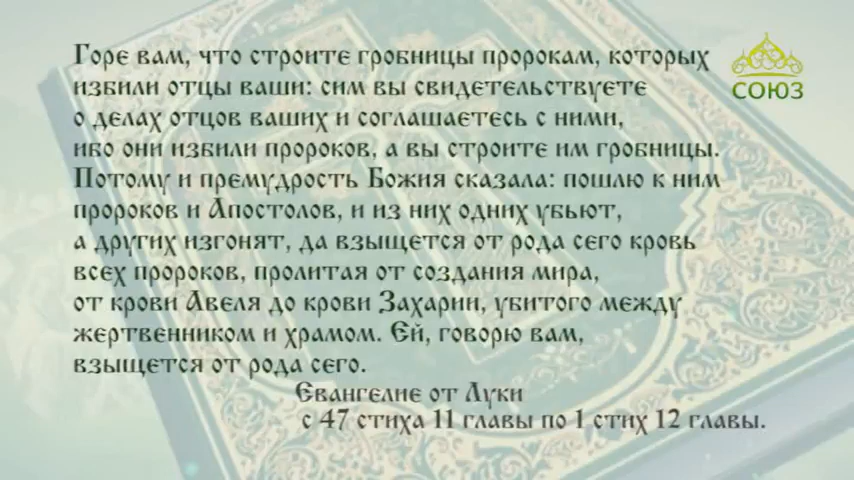 Горе вам, что строите гробницы пророкам, которых
избили отцы ваши: сим вы свидетельствуете
о делах отцов ваших и соглашаетесь с ними,
ибо они избили пророков, а вы строите им гробницы.
Потому и премудрость Божия сказала: пошлю к ним
пророков и Апостолов, и из них одних убьют,
а других изгонят, да взыщется от рода сего кровь
всех пророков, пролитая от создания мира,
от крови Авеля до крови Захарии, убитого между
жертвенником и храмом. Ей, говорю вам,
взыщется от рода сего.
Евангелие от Луки
с 47 стиха 11 главы по 1 стих 12 главы.
СОЮЗ